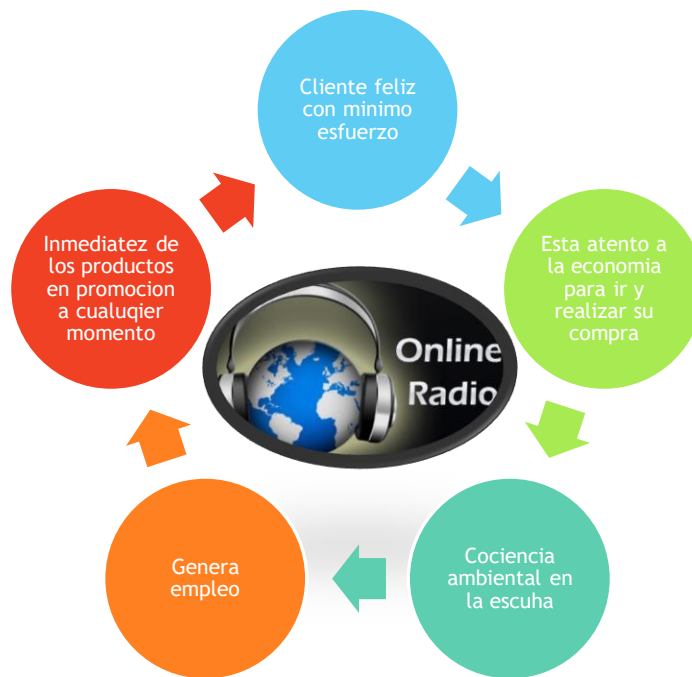 Cliente feliz
con minimo
esfuerzo
Esta atento a
la economia
para ir y
realizar su
compra
Cociencia
ambiental en
la escuha
Genera
empleo
Inmediatez de
los productos
en promocion
a cualuqier
momento
Online
Radio